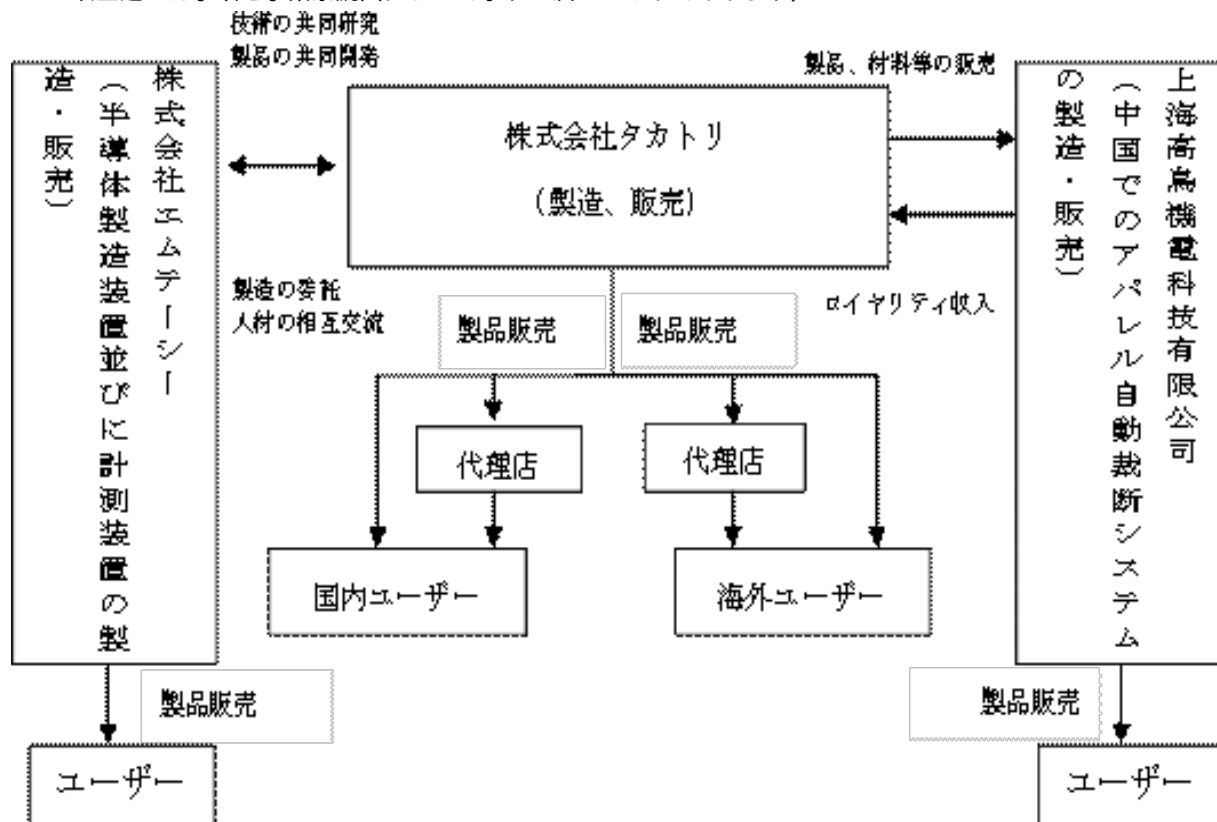 技術の共同研究
製品の共同開発
製品、材料等の販売
株式会社エムテーシー
（半導体製造装置並びに計測装置の製
造・販売）
株式会社タカトリ
（製造、販売）
上海高鳥機電科技有限公司
（中国でのアパレル自動裁断システム
の製造・販売）
製造の委託
人材の相互交流
ロイヤリティ収入
製品販売
製品販売
代理店
代理店
国内ユーザー
海外ユーザー
製品販売
製品販売
ユーザー
ユーザー